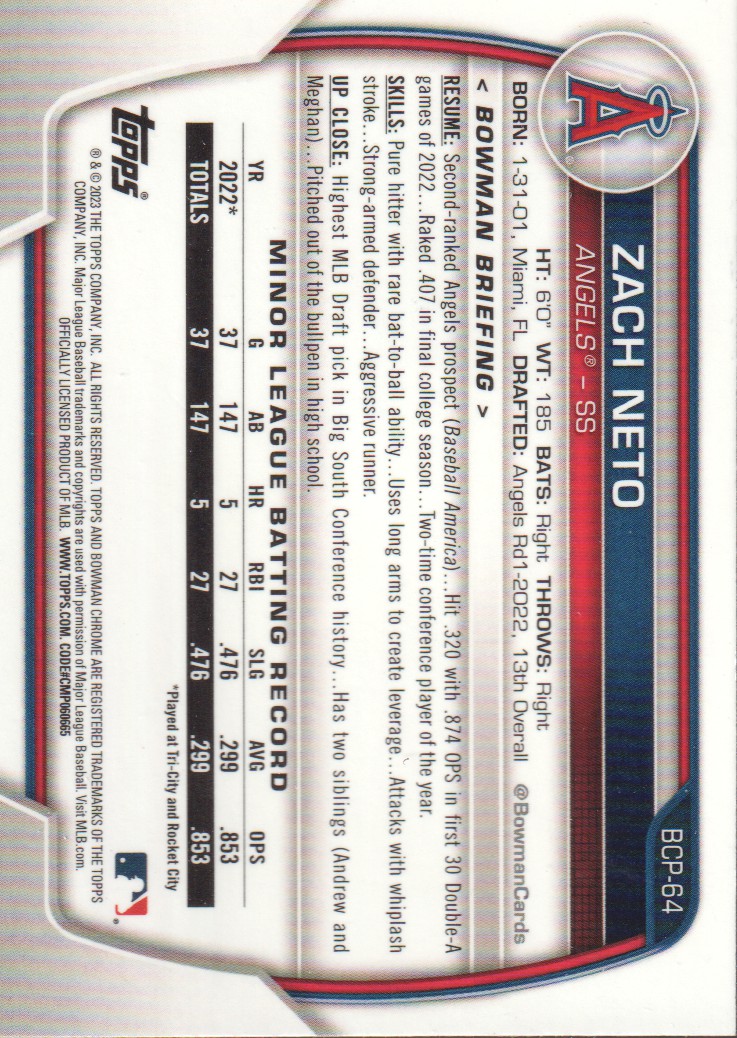 BCP-64
ZACH NETO
ANGELS® – SS
A
®
HT: 6'0" WT: 185 BATS: Right THROWS: Right
BORN: 1-31-01, Miami, FL DRAFTED: Angels Rd1-2022, 13th Overall @BowmanCards
< BOWMAN BRIEFING >
RESUME: Second-ranked Angels prospect (Baseball America)...Hit .320 with .874 OPS in first 30 Double-A
games of 2022...Raked .407 in final college season...Two-time conference player of the year.
SKILLS: Pure hitter with rare bat-to-ball ability...Uses long arms to create leverage...Attacks with whiplash
stroke...Strong-armed defender...Aggressive runner.
UP CLOSE: Highest MLB Draft pick in Big South Conference history...Has two siblings (Andrew and
Meghan)...Pitched out of the bullpen in high school.
MINOR LEAGUE BATTING RECORD
YR G AB HR RBI SLG AVG OPS
2022* 37 147 5 27 .476 .299 .853
TOTALS 37 147 5 27 .476 .299 .853
*Played at Tri-City and Rocket City
topps®
®
® & © 2023 THE TOPPS COMPANY, INC. ALL RIGHTS RESERVED. TOPPS AND BOWMAN CHROME ARE REGISTERED TRADEMARKS OF THE TOPPS
COMPANY, INC. Major League Baseball trademarks and copyrights are used with permission of Major League Baseball. Visit MLB.com.
OFFICIALLY LICENSED PRODUCT OF MLB. WWW.TOPPS.COM. CODE#CMP060665